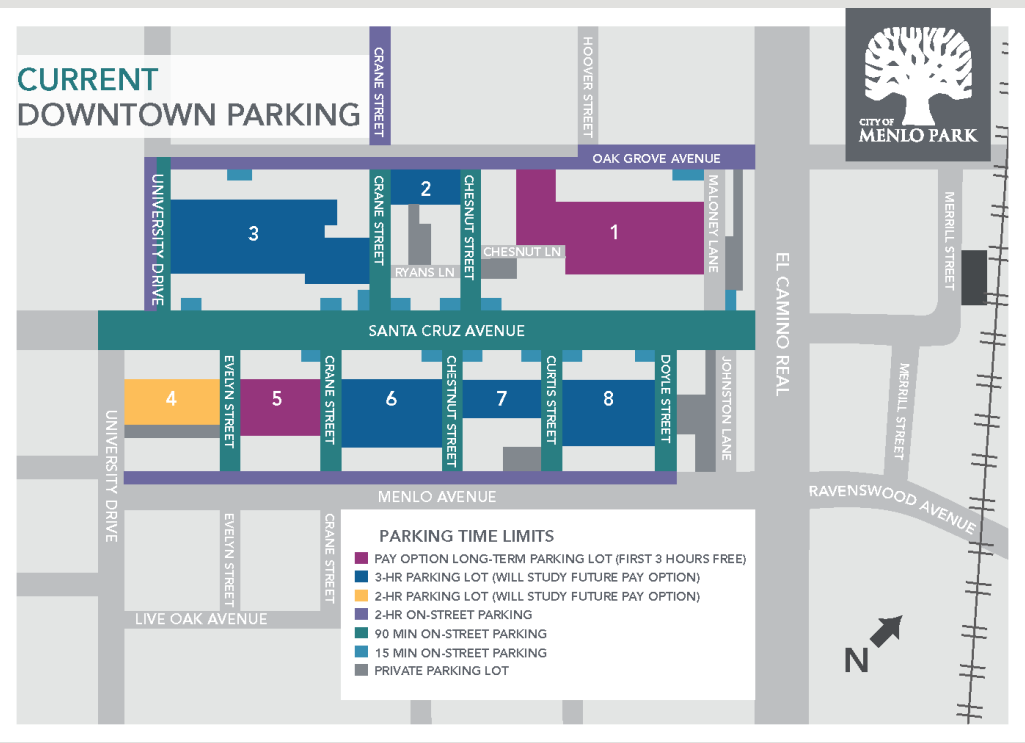 CURRENT
DOWNTOWN PARKING
CITY OF
MENLO PARK
CRANE STREET
HOOVER STREET
OAK GROVE AVENUE
UNIVERSITY DRIVE
CRANE STREET
CHESNUT STREET
MALONEY LANE
MERRILL STREET
2
3
1
CHESNUT LN
RYANS LN
EL CAMINO REAL
SANTA CRUZ AVENUE
EVELYN STREET
CRANE STREET
CHESTNUT STREET
CURTIS STREET
DOYLE STREET
JOHNSTON LANE
MERRILL STREET
4
5
6
7
8
UNIVERSITY DRIVE
MENLO AVENUE
RAVENSWOOD AVENUE
EVELYN STREET
CRANE STREET
LIVE OAK AVENUE
PARKING TIME LIMITS
PAY OPTION LONG-TERM PARKING LOT (FIRST 3 HOURS FREE)
3-HR PARKING LOT (WILL STUDY FUTURE PAY OPTION)
2-HR PARKING LOT (WILL STUDY FUTURE PAY OPTION)
2-HR ON-STREET PARKING
90 MIN ON-STREET PARKING
15 MIN ON-STREET PARKING
PRIVATE PARKING LOT
N